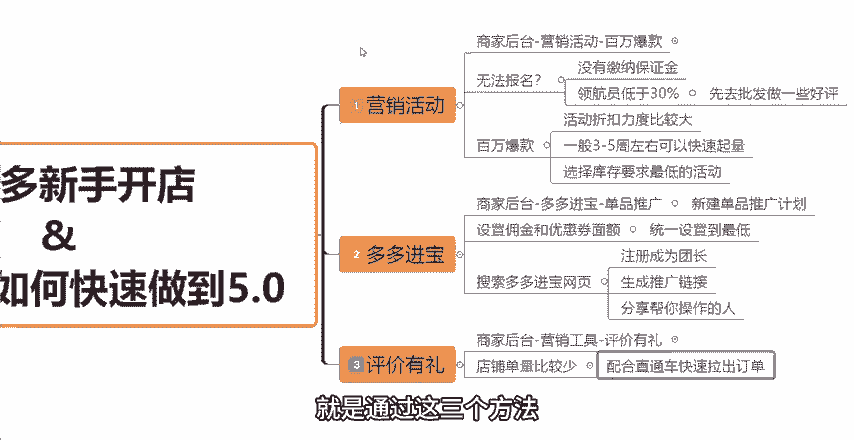 多新手开店
&
如何快速做到5.0
1 营销活动
商家后台-营销活动-百万爆款
无法报名?
没有缴纳保证金
领航员低于30%
先去批发做一些好评
百万爆款
活动折扣力度比较大
一般3-5周左右可以快速起量
选择库存要求最低的活动
2 多多进宝
商家后台-多多进宝-单品推广
新建单品推广计划
设置佣金和优惠券面额
统一设置到最低
搜索多多进宝网页
注册成为团长
生成推广链接
分享帮你操作的人
3 评价有礼
商家后台-营销工具-评价有礼
店铺单量比较少
配合直通车快速拉出订单
就是通过这三个方法